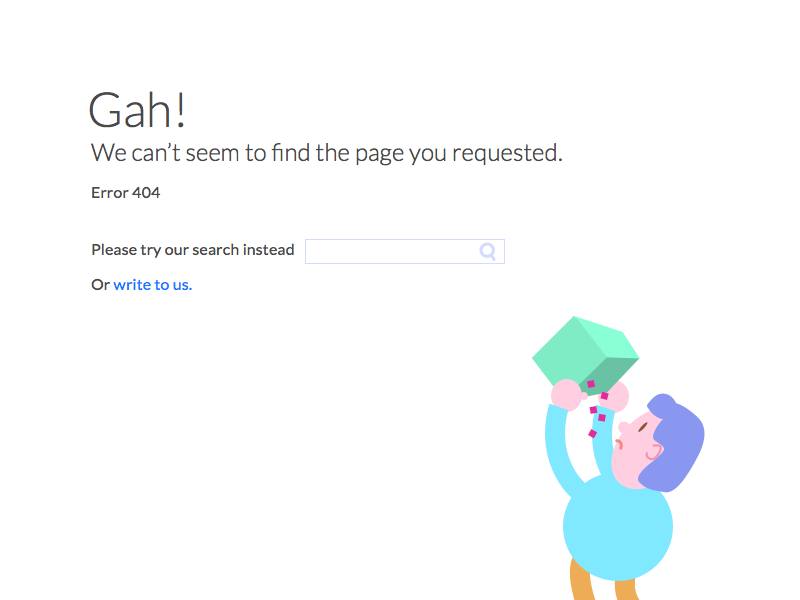 Gah!
We can’t seem to find the page you requested.
Error 404
Please try our search instead
Or write to us.